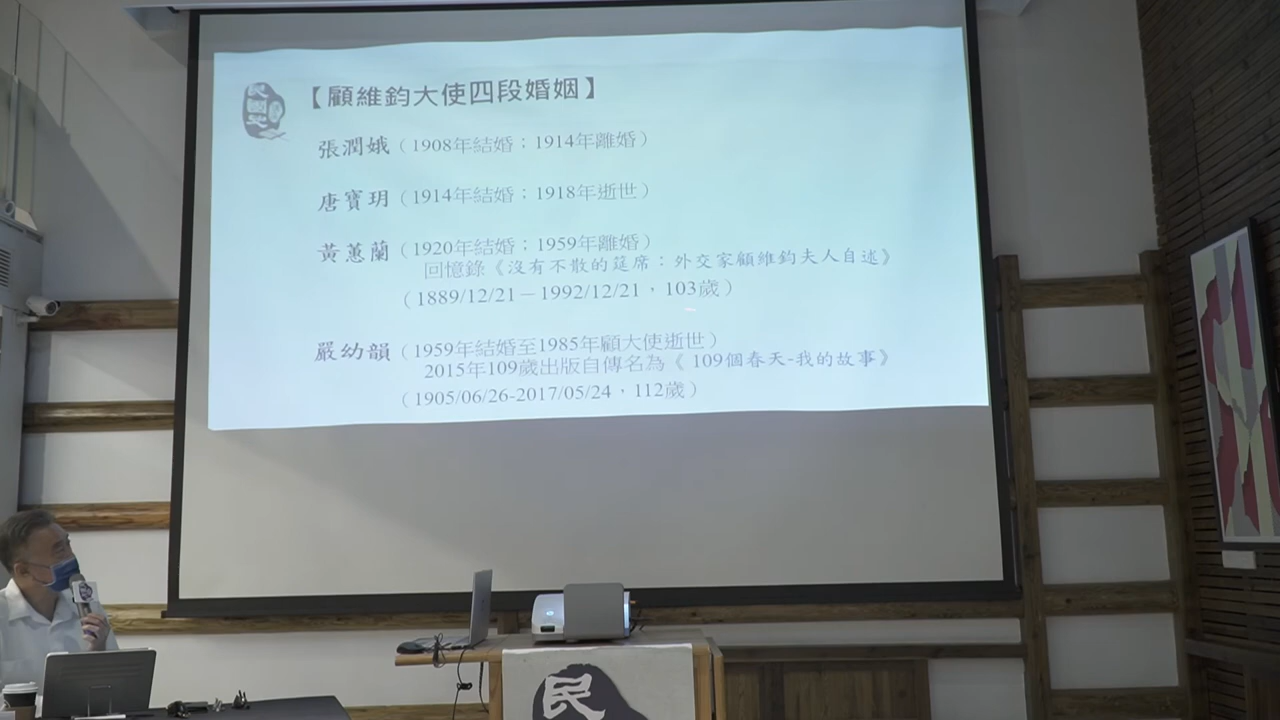 民國史
【顧維鈞大使四段婚姻】
張潤娥（1908年結婚；1914年離婚）
唐寶玥（1914年結婚；1918年逝世）
黃蕙蘭（1920年結婚；1959年離婚）
回憶錄《沒有不散的筵席：外交家顧維鈞夫人自述》
（1889/12/21－1992/12/21，103歲）
嚴幼韻（1959年結婚至1985年顧大使逝世）
2015年109歲出版自傳名為《 109個春天-我的故事》
（1905/06/26-2017/05/24，112歲）
民